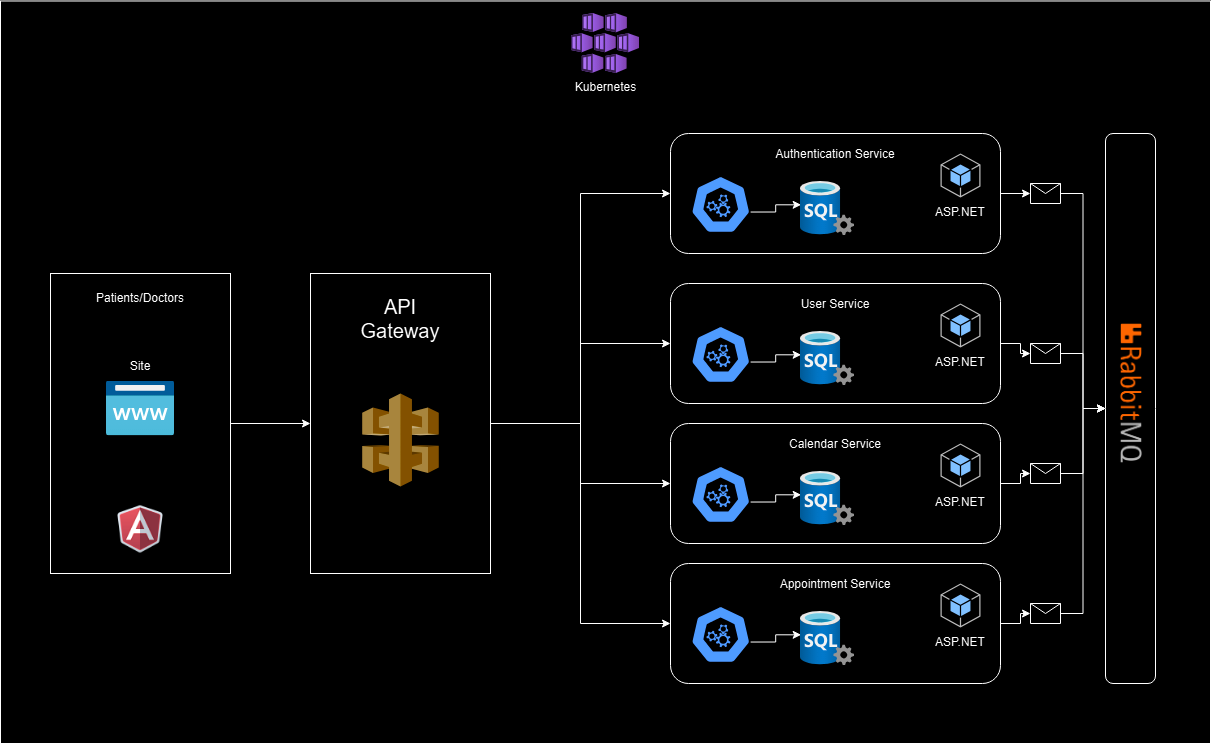 Kubernetes
Patients/Doctors
Site
WWW
API
Gateway
Authentication Service
SQL
ASP.NET
User Service
SQL
ASP.NET
Calendar Service
SQL
ASP.NET
Appointment Service
SQL
ASP.NET
RabbitMQ